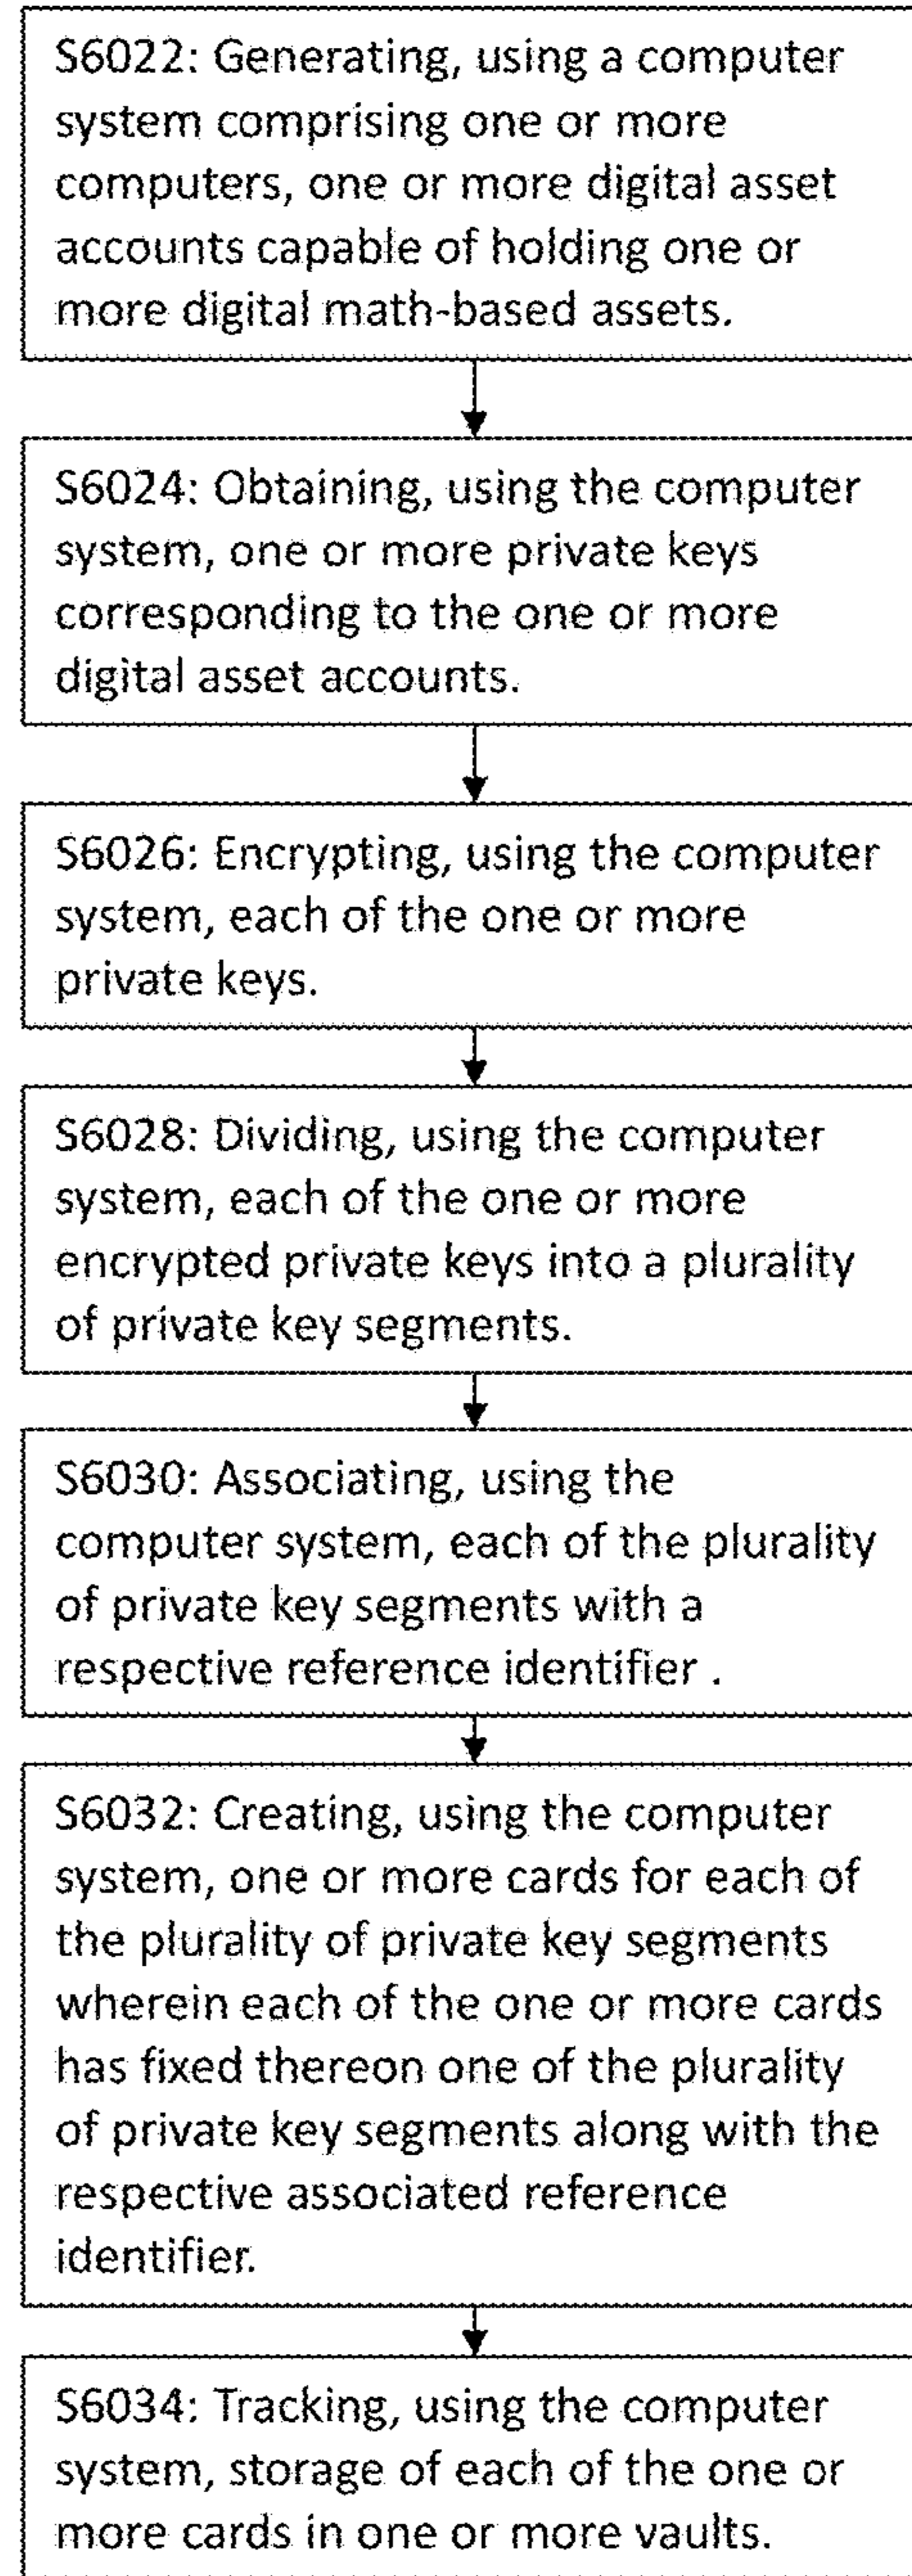 S6022: Generating, using a computer
system comprising one or more
computers, one or more digital asset
accounts capable of holding one or
more digital math-based assets.
S6024: Obtaining, using the computer
system, one or more private keys
corresponding to the one or more
digital asset accounts.
S6026: Encrypting, using the computer
system, each of the one or more
private keys.
S6028: Dividing, using the computer
system, each of the one or more
encrypted private keys into a plurality
of private key segments.
S6030: Associating, using the
computer system, each of the plurality
of private key segments with a
respective reference identifier .
S6032: Creating, using the computer
system, one or more cards for each of
the plurality of private key segments
wherein each of the one or more cards
has fixed thereon one of the plurality
of private key segments along with the
respective associated reference
identifier.
S6034: Tracking, using the computer
system, storage of each of the one or
more cards in one or more vaults.